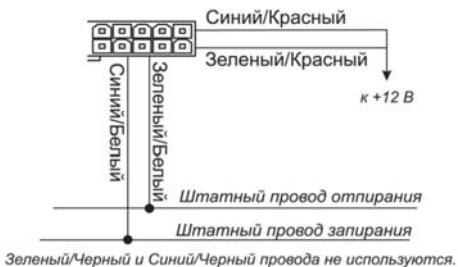 Синий/Красный
Зеленый/Красный
к +12 В
Синий/Белый
Зеленый/Белый
Штатный провод отпирания
Штатный провод запирания
Зеленый/Черный и Синий/Черный провода не используются.